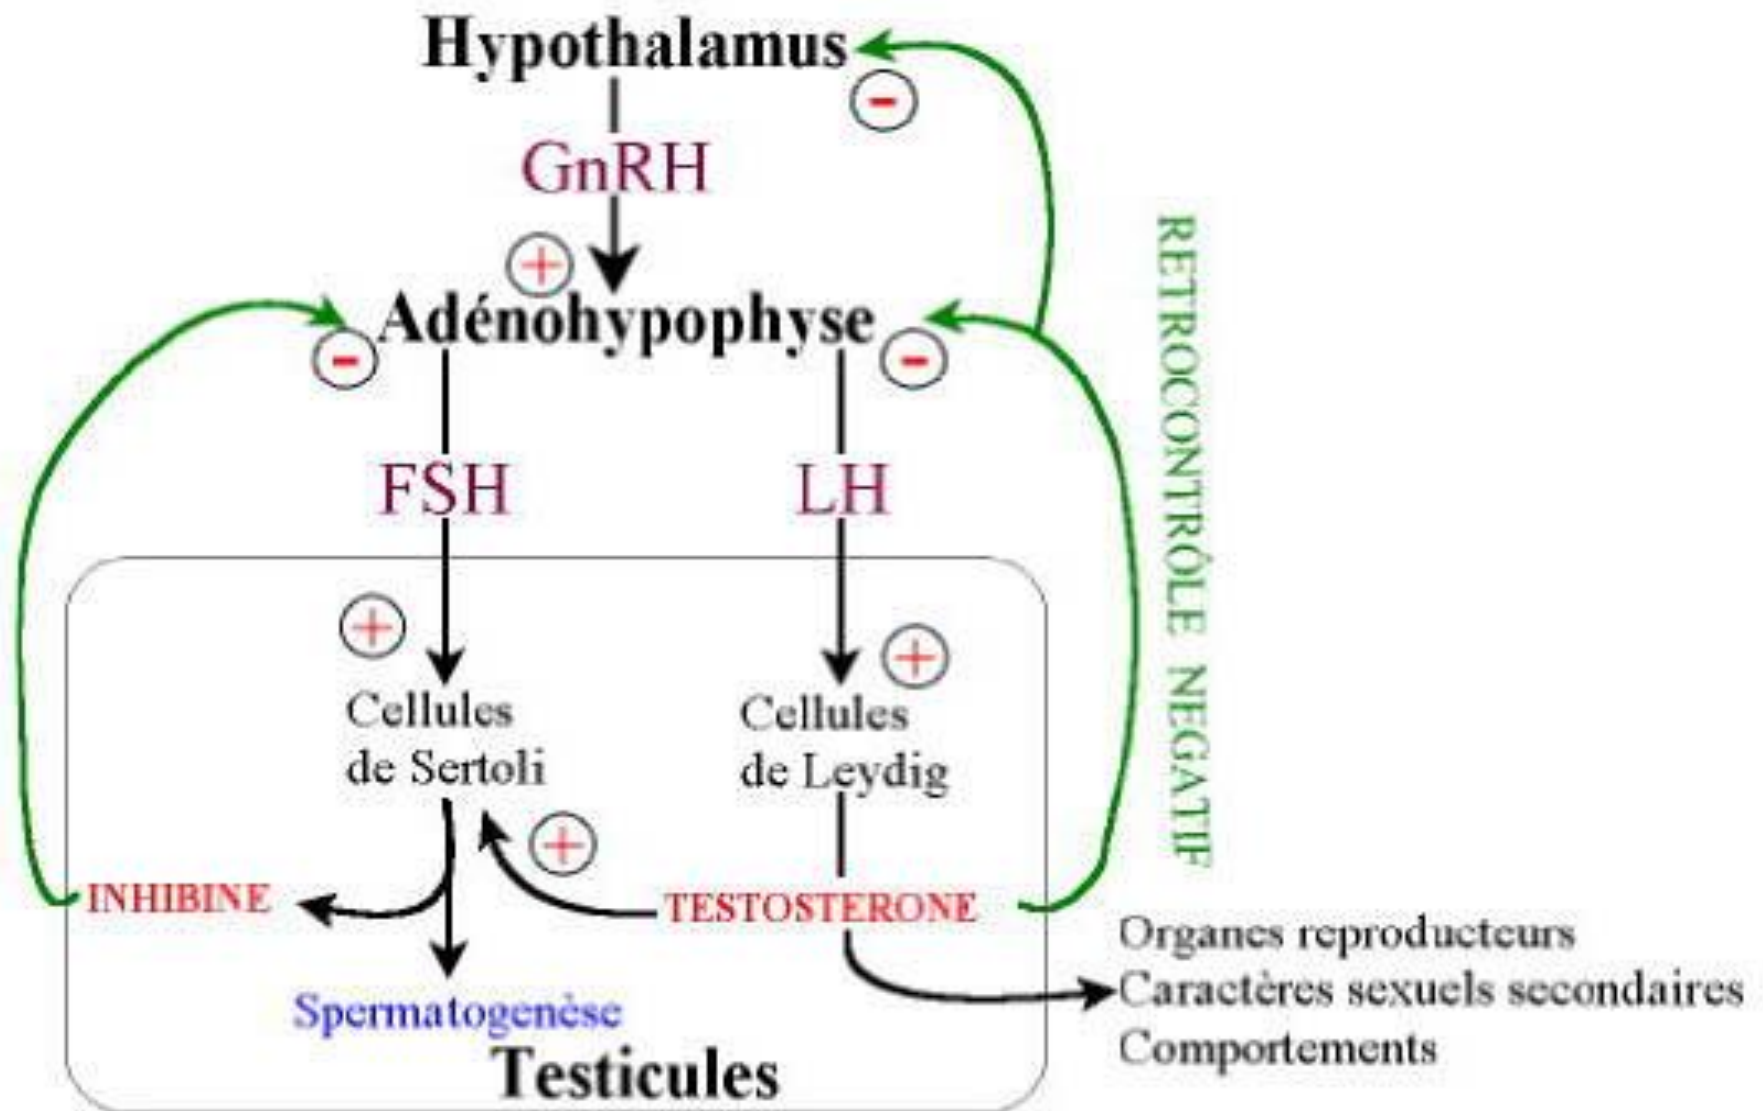 Hypothalamus
-
GnRH
+
Adénohypophyse
-
-
FSH
LH
RETROCONTRÔLE NEGATIF
+
+
Cellules
de Sertoli
Cellules
de Leydig
+
INHIBINE
TESTOSTERONE
Spermatogenèse
Organes reproducteurs
Caractères sexuels secondaires
Comportements
Testicules